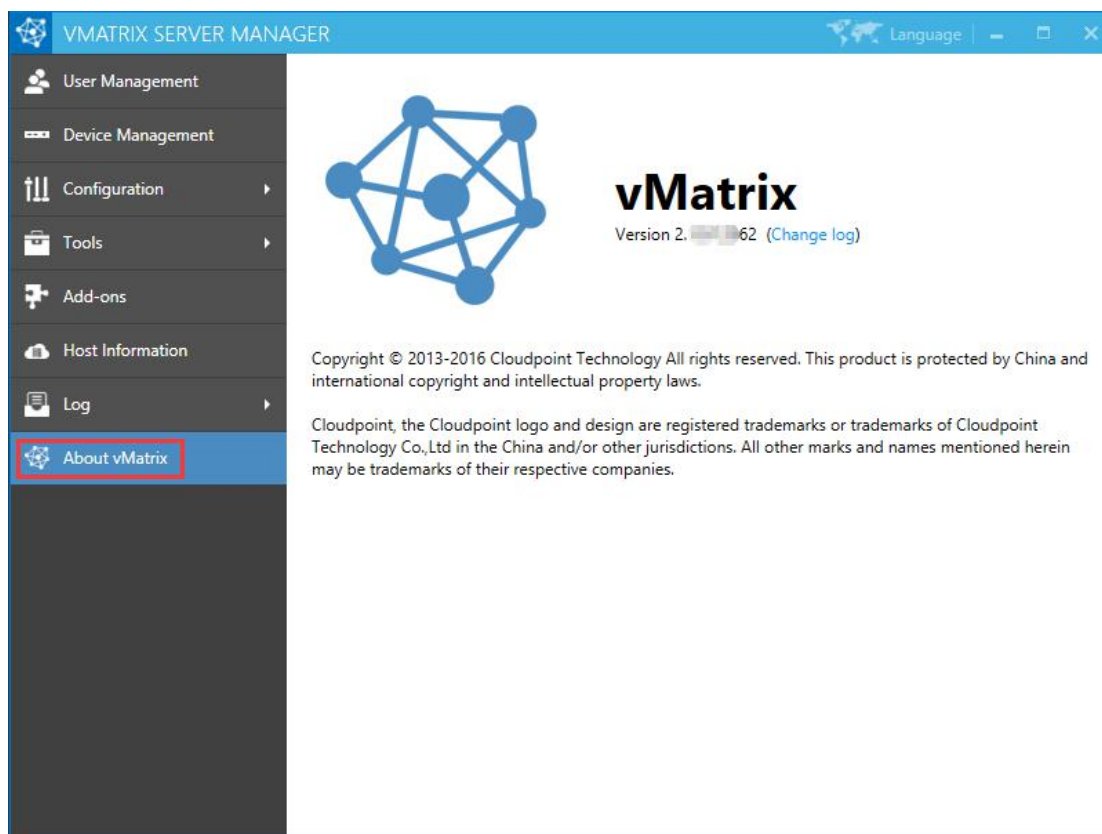 VMATRIX SERVER MANAGER
Language
User Management
Device Management
Configuration
Tools
Add-ons
Host Information
Log
About vMatrix
vMatrix
Version 2. 62 (Change log)
Copyright © 2013-2016 Cloudpoint Technology All rights reserved. This product is protected by China and
international copyright and intellectual property laws.
Cloudpoint, the Cloudpoint logo and design are registered trademarks or trademarks of Cloudpoint
Technology Co.,Ltd in the China and/or other jurisdictions. All other marks and names mentioned herein
may be trademarks of their respective companies.